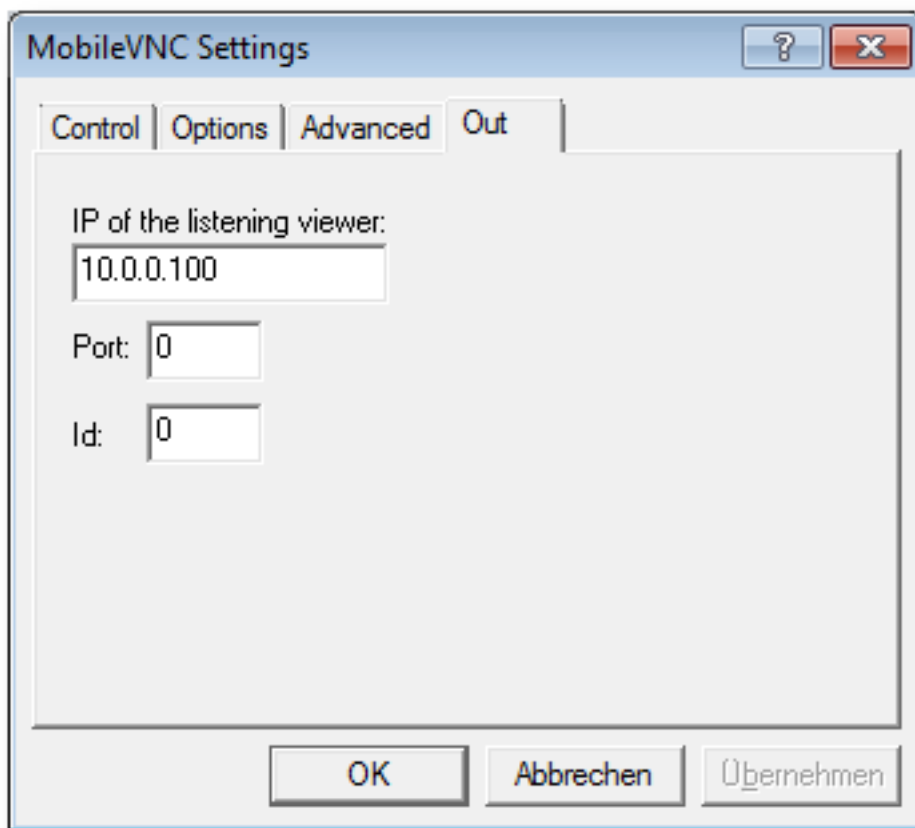 MobileVNC Settings
Control Options Advanced Out
IP of the listening viewer:
10.0.0.100
Port: 0
Id: 0
OK Abbrechen Übernehmen